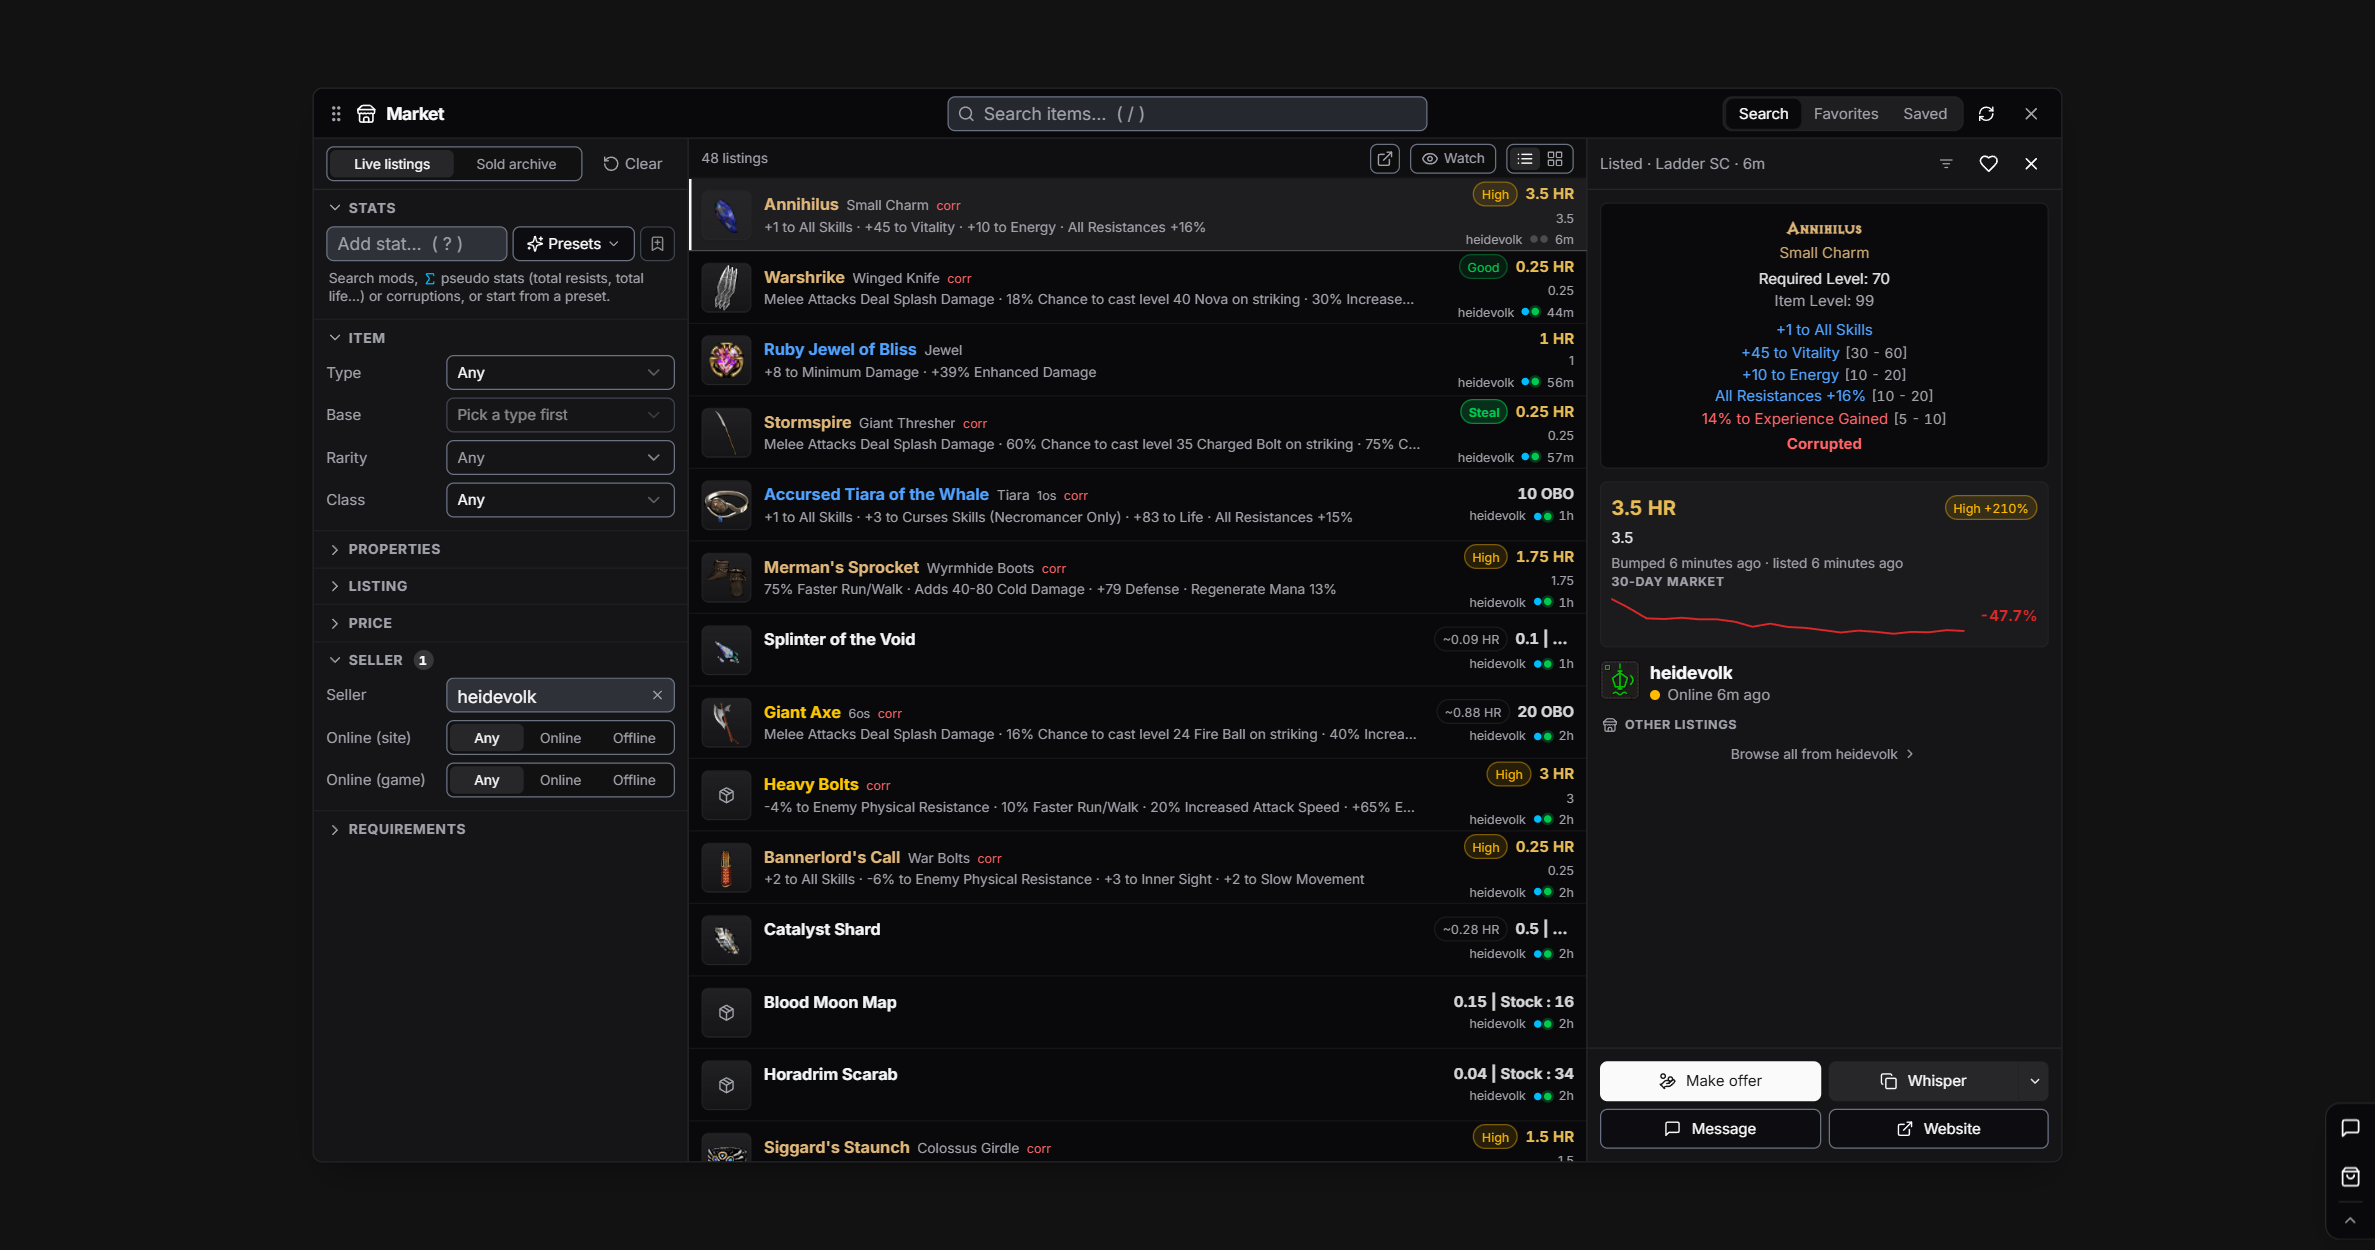 Market
Search items... ( / )
Search Favorites Saved
Live listings Sold archive Clear
STATS
Add stat... ( ? ) Presets
Search mods, Σ pseudo stats (total resists, total
life...) or corruptions, or start from a preset.
ITEM
Type Any
Base Pick a type first
Rarity Any
Class Any
PROPERTIES
LISTING
PRICE
SELLER 1
Seller heidevolk
Online (site) Any Online Offline
Online (game) Any Online Offline
REQUIREMENTS
48 listings Watch
Annihilus Small Charm corr High 3.5 HR
+1 to All Skills · +45 to Vitality · +10 to Energy · All Resistances +16% 3.5
heidevolk 6m
Warshrike Winged Knife corr Good 0.25 HR
Melee Attacks Deal Splash Damage · 18% Chance to cast level 40 Nova on striking · 30% Increase... 0.25
heidevolk 44m
Ruby Jewel of Bliss Jewel 1 HR
+8 to Minimum Damage · +39% Enhanced Damage 1
heidevolk 56m
Stormspire Giant Thresher corr Steal 0.25 HR
Melee Attacks Deal Splash Damage · 60% Chance to cast level 35 Charged Bolt on striking · 75% C... 0.25
heidevolk 57m
Accursed Tiara of the Whale Tiara 1os corr 10 OBO
+1 to All Skills · +3 to Curses Skills (Necromancer Only) · +83 to Life · All Resistances +15% heidevolk 1h
Merman's Sprocket Wyrmhide Boots corr High 1.75 HR
75% Faster Run/Walk · Adds 40-80 Cold Damage · +79 Defense · Regenerate Mana 13% 1.75
heidevolk 1h
Splinter of the Void ~0.09 HR 0.1 | ...
heidevolk 1h
Giant Axe 6os corr ~0.88 HR 20 OBO
Melee Attacks Deal Splash Damage · 16% Chance to cast level 24 Fire Ball on striking · 40% Increa... heidevolk 2h
Heavy Bolts corr High 3 HR
-4% to Enemy Physical Resistance · 10% Faster Run/Walk · 20% Increased Attack Speed · +65% E... 3
heidevolk 2h
Bannerlord's Call War Bolts corr High 0.25 HR
+2 to All Skills · -6% to Enemy Physical Resistance · +3 to Inner Sight · +2 to Slow Movement 0.25
heidevolk 2h
Catalyst Shard ~0.28 HR 0.5 | ...
heidevolk 2h
Blood Moon Map 0.15 | Stock : 16
heidevolk 2h
Horadrim Scarab 0.04 | Stock : 34
heidevolk 2h
Siggard's Staunch Colossus Girdle corr High 1.5 HR
1.5
Listed · Ladder SC · 6m
Annihilus
Small Charm
Required Level: 70
Item Level: 99
+1 to All Skills
+45 to Vitality [30 - 60]
+10 to Energy [10 - 20]
All Resistances +16% [10 - 20]
14% to Experience Gained [5 - 10]
Corrupted
3.5 HR High +210%
3.5
Bumped 6 minutes ago · listed 6 minutes ago
30-DAY MARKET
-47.7%
heidevolk
Online 6m ago
OTHER LISTINGS
Browse all from heidevolk
Make offer Whisper
Message Website